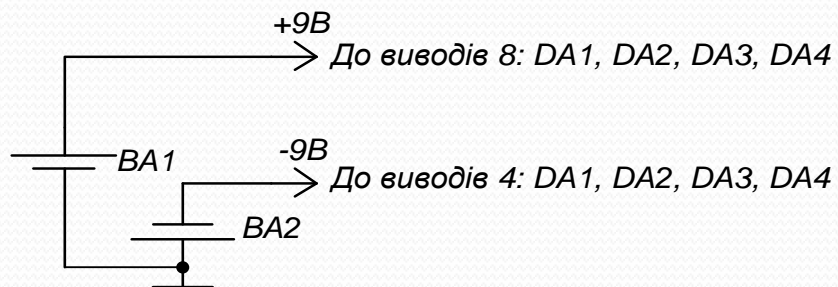 +9В
До виводів 8: DA1, DA2, DA3, DA4
BA1
-9В
До виводів 4: DA1, DA2, DA3, DA4
BA2